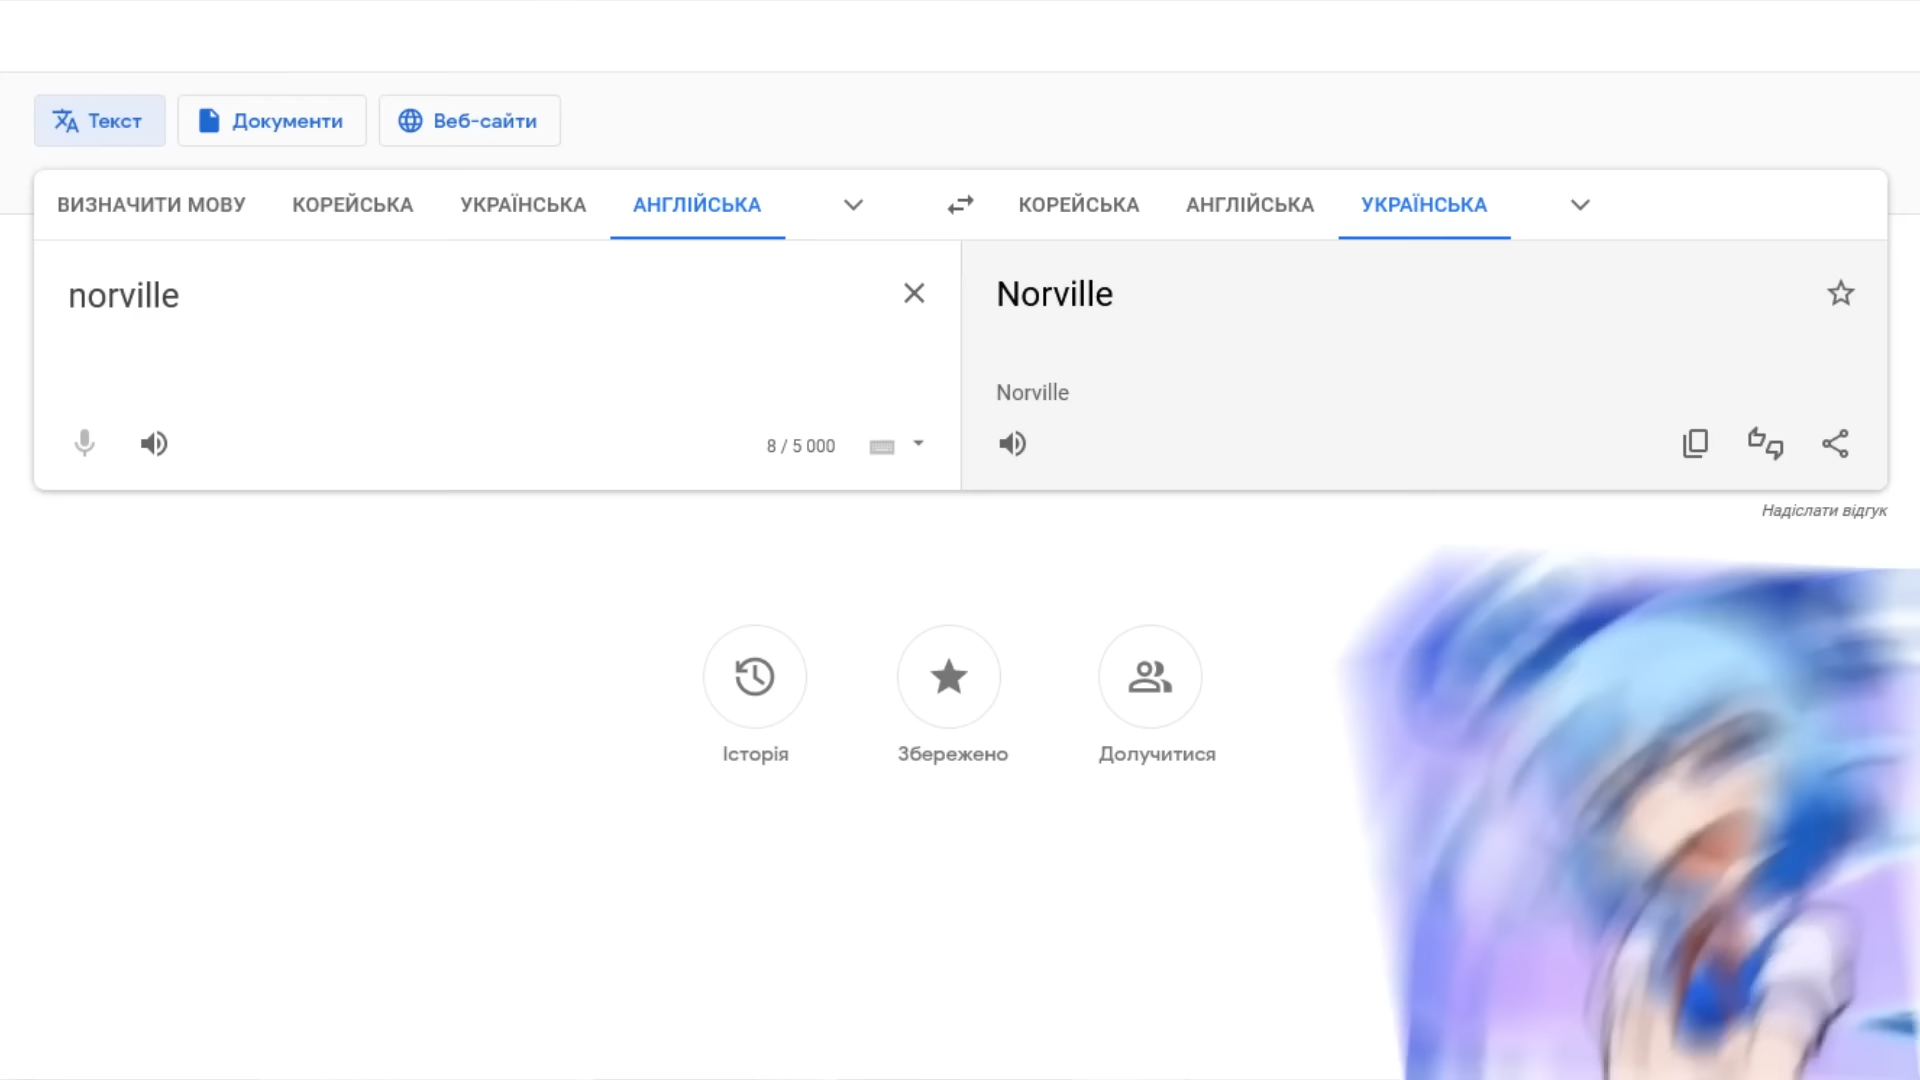 Текст Документи Веб-сайти
ВИЗНАЧИТИ МОВУ КОРЕЙСЬКА УКРАЇНСЬКА АНГЛІЙСЬКА КОРЕЙСЬКА АНГЛІЙСЬКА УКРАЇНСЬКА
norville
Norville
Norville
8 / 5 000
Надіслати відгук
Історія Збережено Долучитися